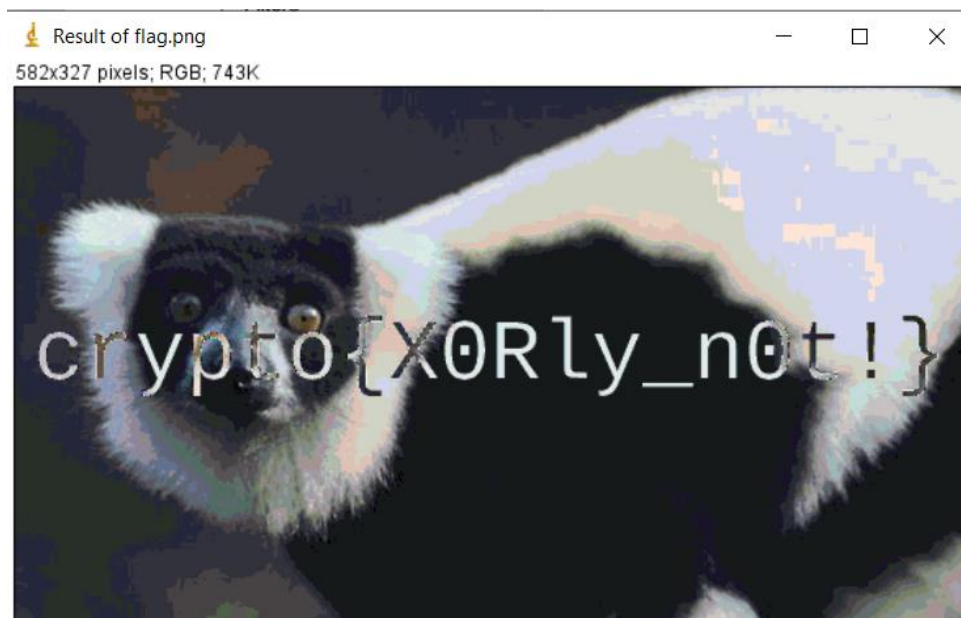 Result of flag.png
582x327 pixels; RGB; 743K
crypto{X0Rly_n0t!}